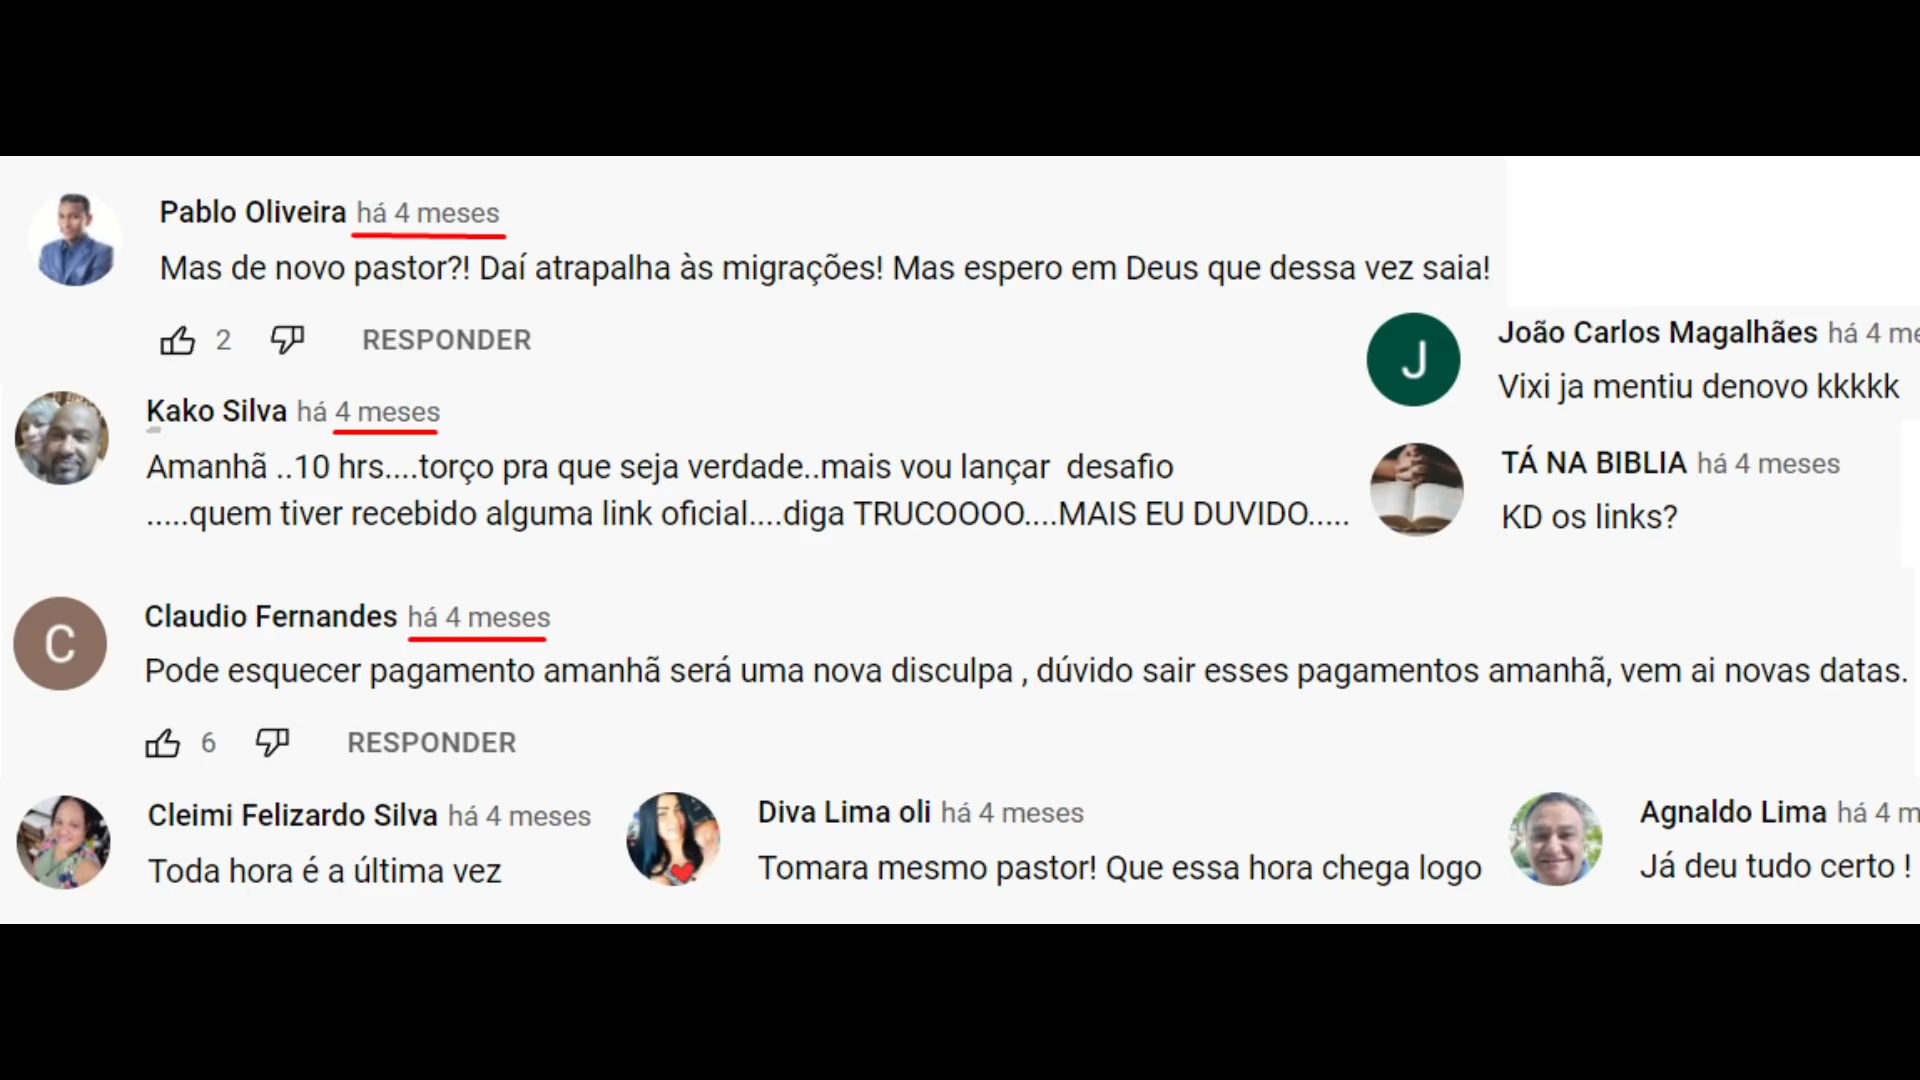 Pablo Oliveira há 4 meses
Mas de novo pastor?! Daí atrapalha às migrações! Mas espero em Deus que dessa vez saia!
2 RESPONDER
João Carlos Magalhães há 4 me
Vixi ja mentiu denovo kkkkk
Kako Silva há 4 meses
Amanhã ..10 hrs....torço pra que seja verdade..mais vou lançar desafio
.....quem tiver recebido alguma link oficial....diga TRUCOOOO....MAIS EU DUVIDO.....
TÁ NA BIBLIA há 4 meses
KD os links?
C
J
Claudio Fernandes há 4 meses
Pode esquecer pagamento amanhã será uma nova disculpa , dúvido sair esses pagamentos amanhã, vem ai novas datas.
6 RESPONDER
Cleimi Felizardo Silva há 4 meses
Toda hora é a última vez
Diva Lima oli há 4 meses
Tomara mesmo pastor! Que essa hora chega logo
Agnaldo Lima há 4 m
Já deu tudo certo !